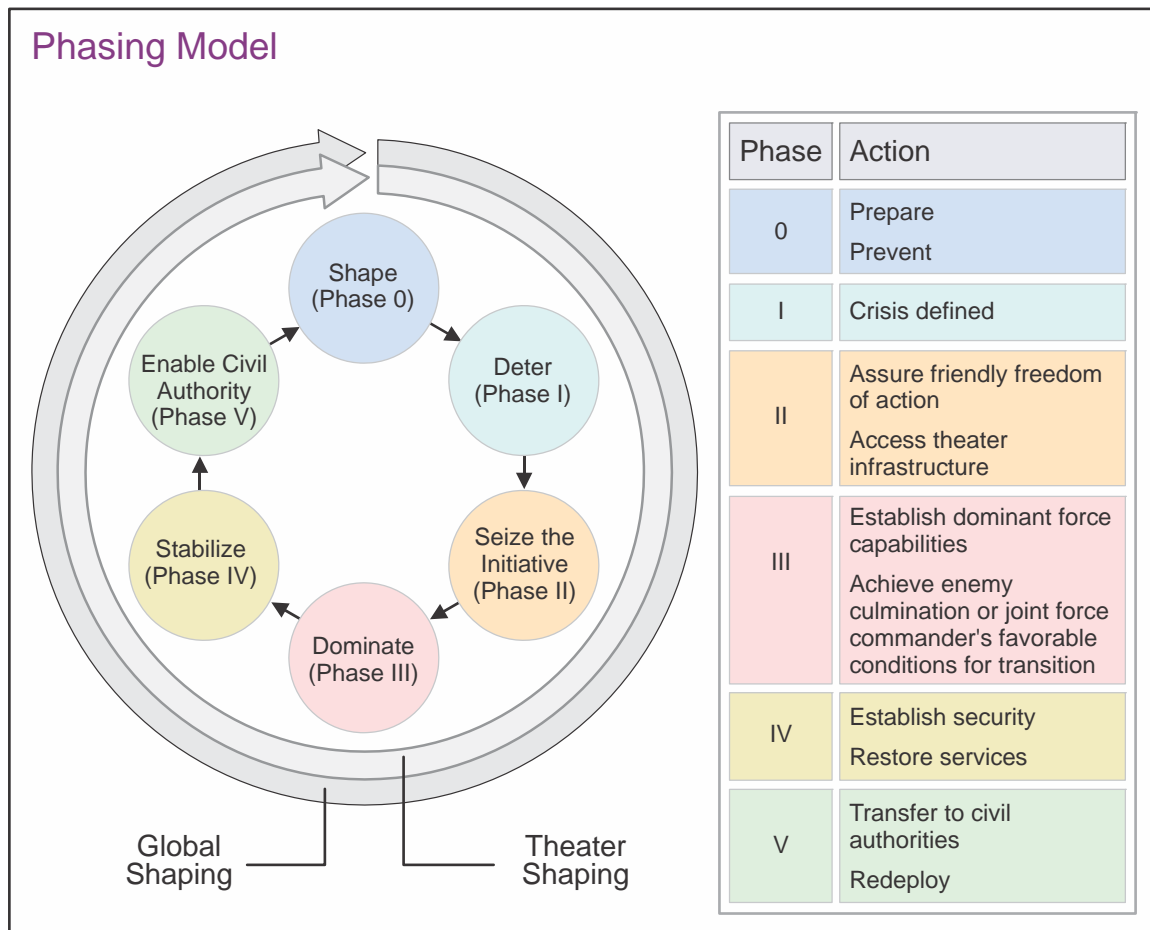 Phasing Model
Shape
(Phase 0)
Deter
(Phase I)
Seize the
Initiative
(Phase II)
Dominate
(Phase III)
Stabilize
(Phase IV)
Enable Civil
Authority
(Phase V)
Global
Shaping
Theater
Shaping
Phase Action
0
Prepare
Prevent
I
Crisis defined
II
Assure friendly freedom
of action
Access theater
infrastructure
III
Establish dominant force
capabilities
Achieve enemy
culmination or joint force
commander's favorable
conditions for transition
IV
Establish security
Restore services
V
Transfer to civil
authorities
Redeploy